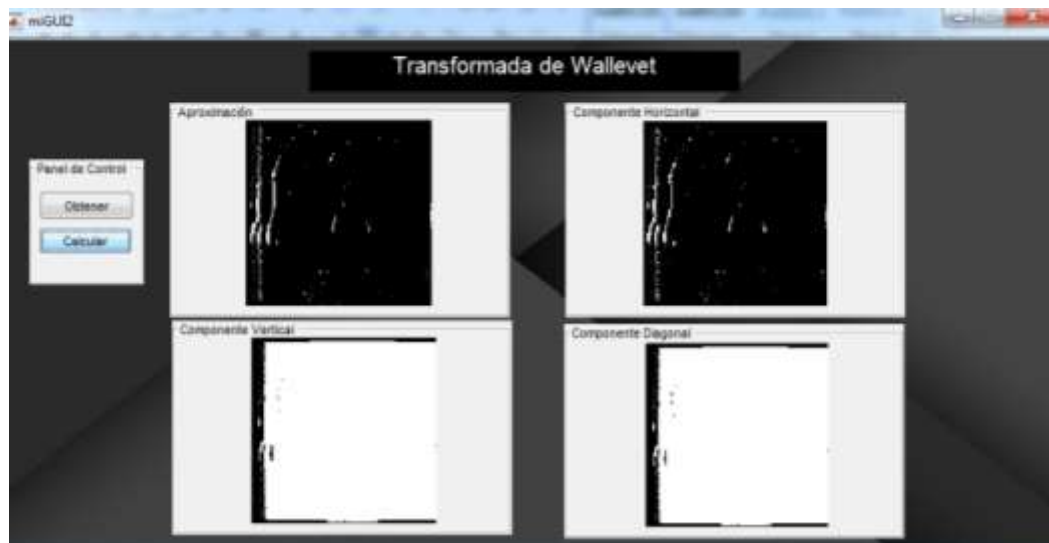 miGUI2
Transformada de Wallevet
Aproximación
Componente Horizontal
Panel de Control
Obtener
Calcular
Componente Vertical
Componente Diagonal